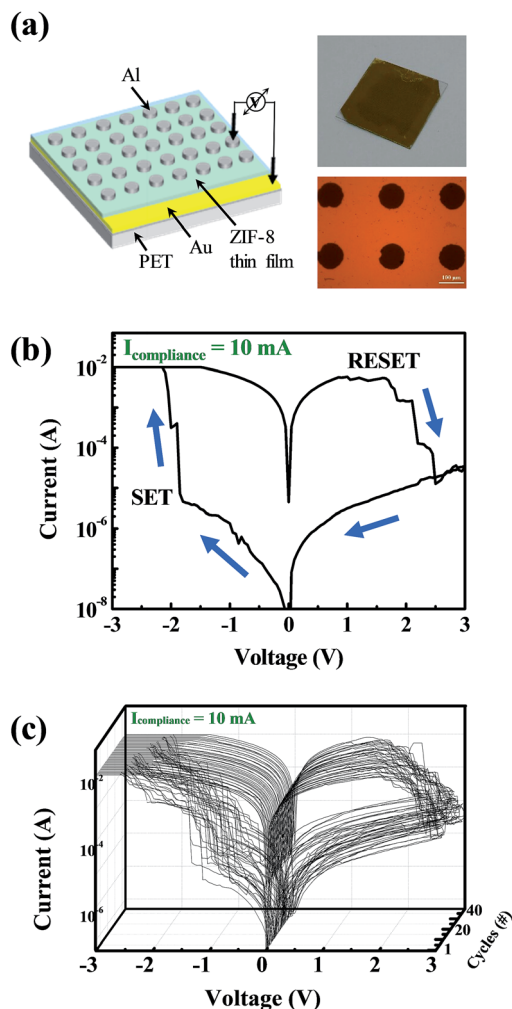 (a)
Al
V
PET
Au
ZIF-8
thin film
100 μm
(b)
Icompliance = 10 mA
RESET
SET
10-2
10-4
10-6
10-8
Current (A)
-3 -2 -1 0 1 2 3
Voltage (V)
(c)
Icompliance = 10 mA
10-2
10-4
10-6
Current (A)
-3 -2 -1 0 1 2 3
Voltage (V)
1 20 40
Cycles (#)